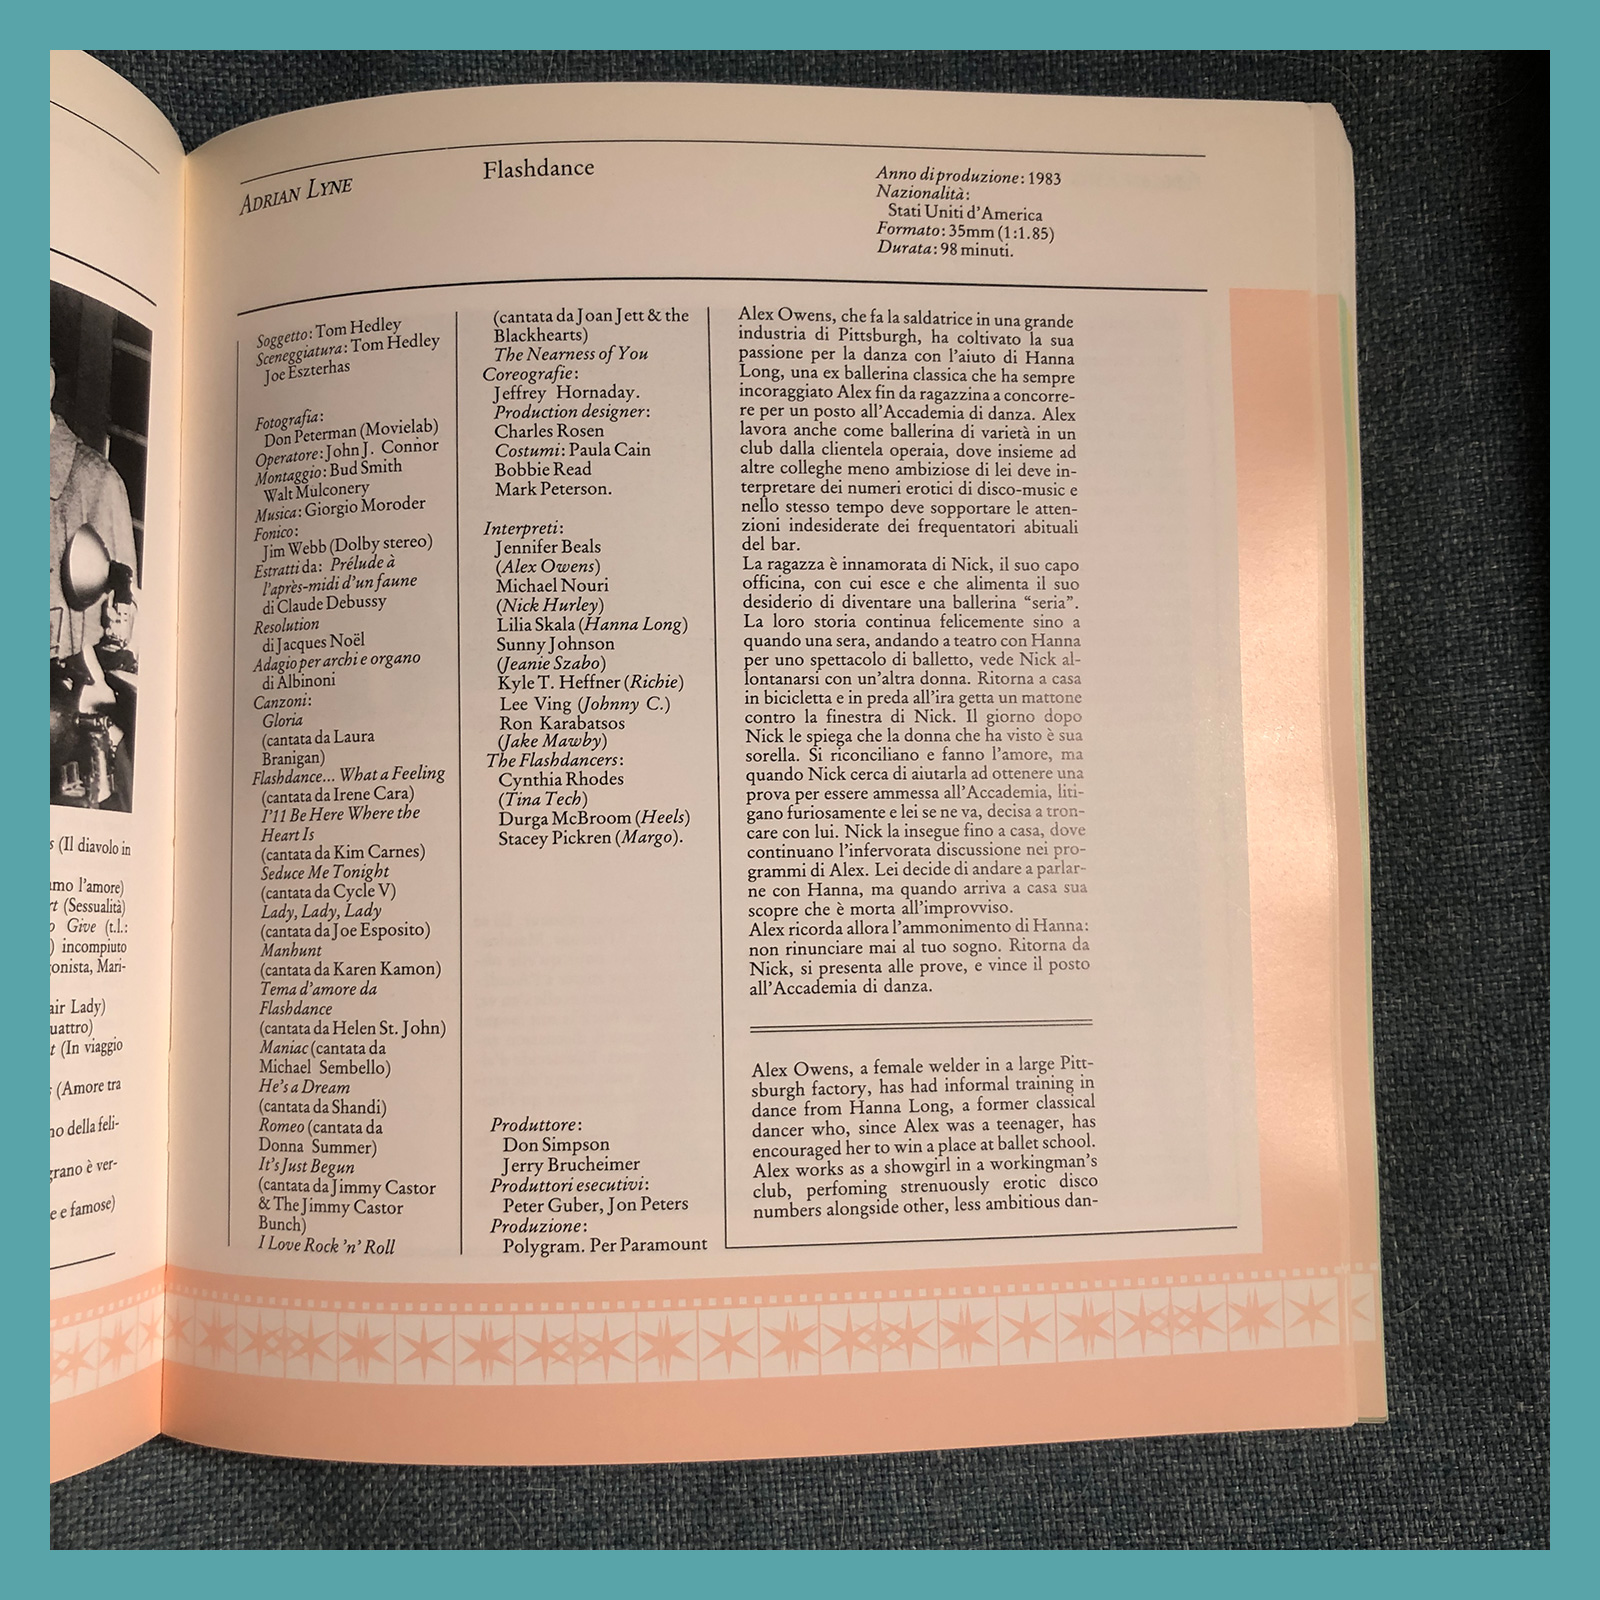 s (Il diavolo in
amo l'amore)
rt (Sessualità)
o Give (t.l.:
) incompiuto
onista, Mari-
air Lady)
uattro)
t (In viaggio
s (Amore tra
no della feli-
grano è ver-
e e famose)
ADRIAN LYNE
Flashdance
Anno di produzione: 1983
Nazionalità:
Stati Uniti d'America
Formato: 35mm (1:1.85)
Durata: 98 minuti.
Soggetto: Tom Hedley
Sceneggiatura: Tom Hedley
Joe Eszterhas
Fotografia:
Don Peterman (Movielab)
Operatore: John J. Connor
Montaggio: Bud Smith
Walt Mulconery
Musica: Giorgio Moroder
Fonico:
Jim Webb (Dolby stereo)
Estratti da: Prélude à
l'après-midi d'un faune
di Claude Debussy
Resolution
di Jacques Noël
Adagio per archi e organo
di Albinoni
Canzoni:
Gloria
(cantata da Laura
Branigan)
Flashdance... What a Feeling
(cantata da Irene Cara)
I'll Be Here Where the
Heart Is
(cantata da Kim Carnes)
Seduce Me Tonight
(cantata da Cycle V)
Lady, Lady, Lady
(cantata da Joe Esposito)
Manhunt
(cantata da Karen Kamon)
Tema d'amore da
Flashdance
(cantata da Helen St. John)
Maniac (cantata da
Michael Sembello)
He's a Dream
(cantata da Shandi)
Romeo (cantata da
Donna Summer)
It's Just Begun
(cantata da Jimmy Castor
& The Jimmy Castor
Bunch)
I Love Rock 'n' Roll
(cantata da Joan Jett & the
Blackhearts)
The Nearness of You
Coreografie:
Jeffrey Hornaday.
Production designer:
Charles Rosen
Costumi: Paula Cain
Bobbie Read
Mark Peterson.
Interpreti:
Jennifer Beals
(Alex Owens)
Michael Nouri
(Nick Hurley)
Lilia Skala (Hanna Long)
Sunny Johnson
(Jeanie Szabo)
Kyle T. Heffner (Richie)
Lee Ving (Johnny C.)
Ron Karabatsos
(Jake Mawby)
The Flashdancers:
Cynthia Rhodes
(Tina Tech)
Durga McBroom (Heels)
Stacey Pickren (Margo).
Produttore:
Don Simpson
Jerry Brucheimer
Produttori esecutivi:
Peter Guber, Jon Peters
Produzione:
Polygram. Per Paramount
Alex Owens, che fa la saldatrice in una grande
industria di Pittsburgh, ha coltivato la sua
passione per la danza con l'aiuto di Hanna
Long, una ex ballerina classica che ha sempre
incoraggiato Alex fin da ragazzina a concorre-
re per un posto all'Accademia di danza. Alex
lavora anche come ballerina di varietà in un
club dalla clientela operaia, dove insieme ad
altre colleghe meno ambiziose di lei deve in-
terpretare dei numeri erotici di disco-music e
nello stesso tempo deve sopportare le atten-
zioni indesiderate dei frequentatori abituali
del bar.
La ragazza è innamorata di Nick, il suo capo
officina, con cui esce e che alimenta il suo
desiderio di diventare una ballerina “seria”.
La loro storia continua felicemente sino a
quando una sera, andando a teatro con Hanna
per uno spettacolo di balletto, vede Nick al-
lontanarsi con un'altra donna. Ritorna a casa
in bicicletta e in preda all'ira getta un mattone
contro la finestra di Nick. Il giorno dopo
Nick le spiega che la donna che ha visto è sua
sorella. Si riconciliano e fanno l'amore, ma
quando Nick cerca di aiutarla ad ottenere una
prova per essere ammessa all'Accademia, liti-
gano furiosamente e lei se ne va, decisa a tron-
care con lui. Nick la insegue fino a casa, dove
continuano l'infervorata discussione nei pro-
grammi di Alex. Lei decide di andare a parlar-
ne con Hanna, ma quando arriva a casa sua
scopre che è morta all'improvviso.
Alex ricorda allora l'ammonimento di Hanna:
non rinunciare mai al tuo sogno. Ritorna da
Nick, si presenta alle prove, e vince il posto
all'Accademia di danza.
Alex Owens, a female welder in a large Pitt-
sburgh factory, has had informal training in
dance from Hanna Long, a former classical
dancer who, since Alex was a teenager, has
encouraged her to win a place at ballet school.
Alex works as a showgirl in a workingman's
club, perfoming strenuously erotic disco
numbers alongside other, less ambitious dan-